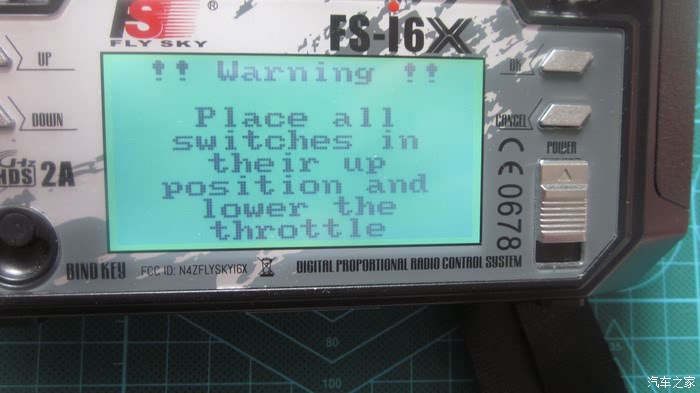 FS
FLY SKY ®
FS-i6X
UP
DOWN
!! Warning !!
Place all
switches in
their up
position and
lower the
throttle
CANCEL
POWER
CE 0678
2A
BIND KEY
FCC ID: N4ZFLYSKYI6X
DIGITAL PROPORTIONAL RADIO CONTROL SYSTEM
80
100
汽车之家